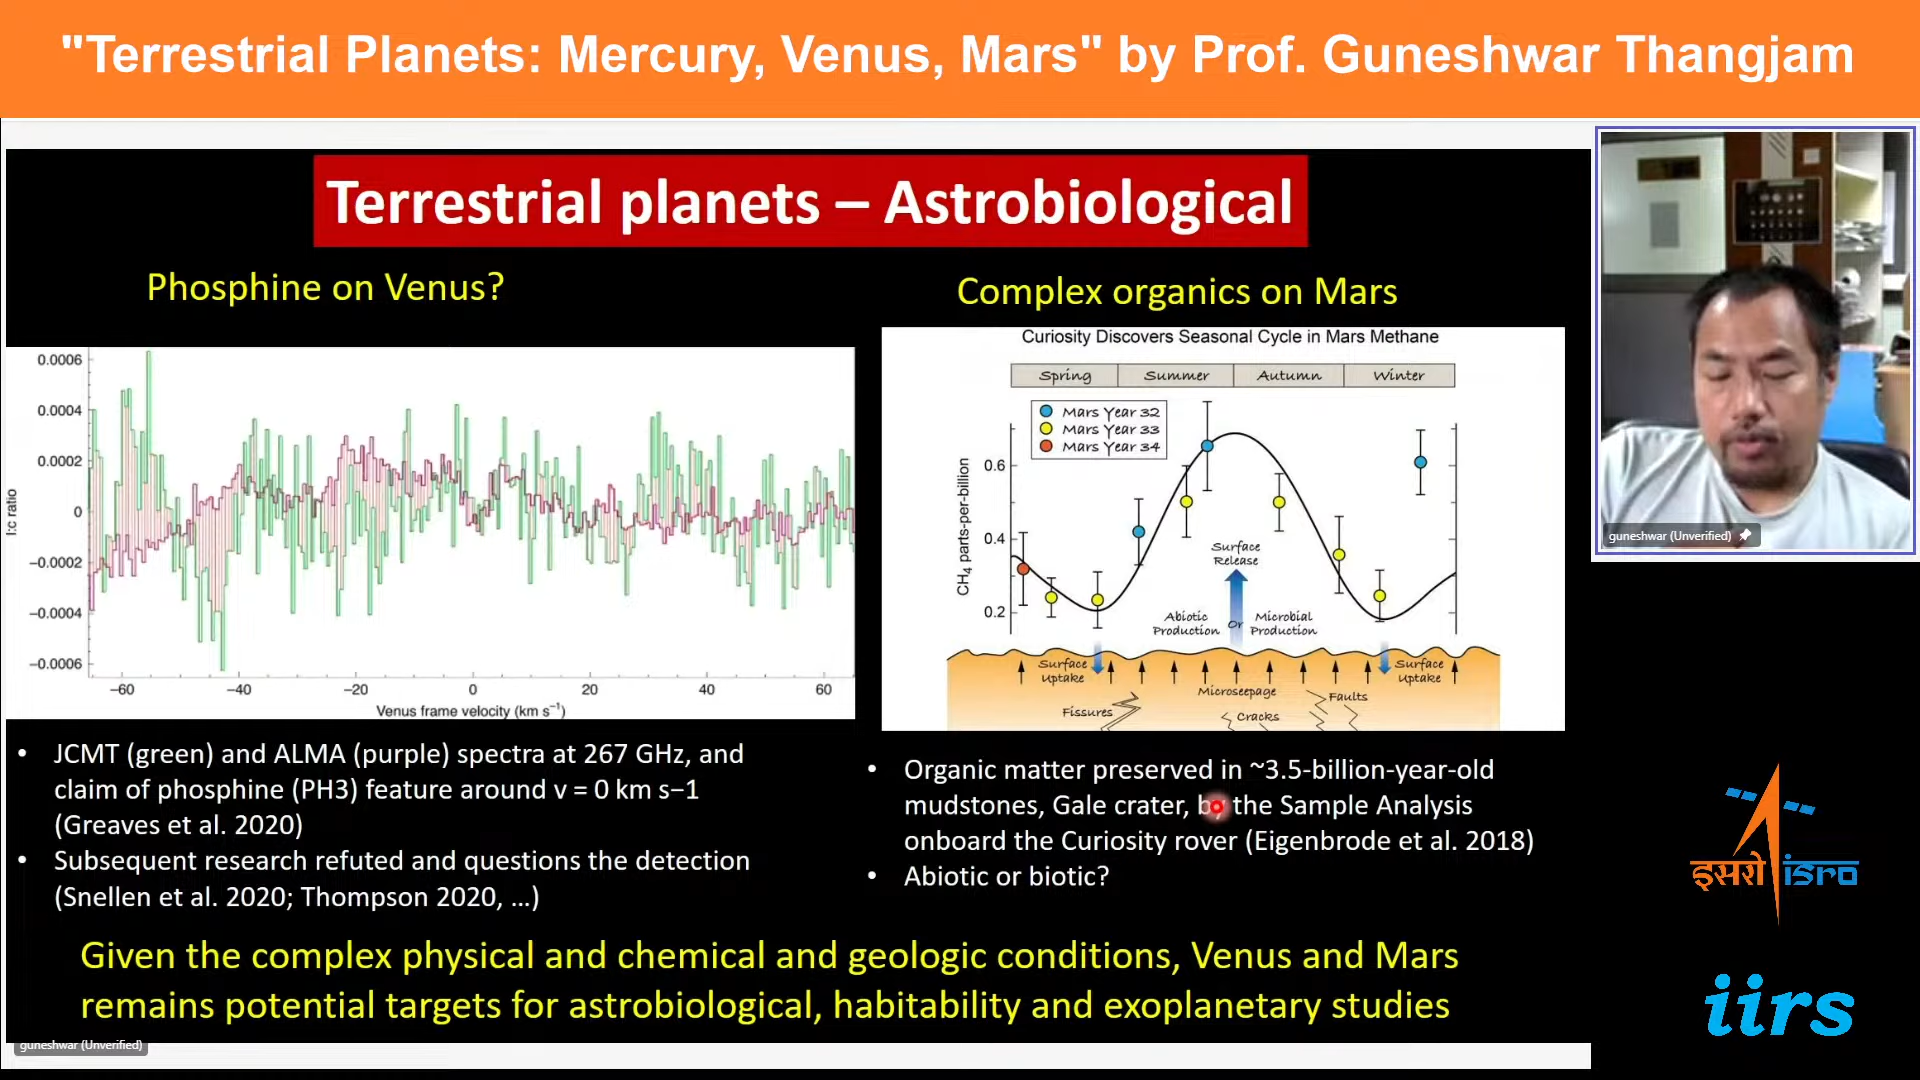 "Terrestrial Planets: Mercury, Venus, Mars" by Prof. Guneshwar Thangjam
Terrestrial planets – Astrobiological
Phosphine on Venus?
0.0006
0.0004
0.0002
0
−0.0002
−0.0004
−0.0006
l:c ratio
−60
−40
−20
0
20
40
60
Venus frame velocity (km s⁻¹)
• JCMT (green) and ALMA (purple) spectra at 267 GHz, and
claim of phosphine (PH3) feature around v = 0 km s−1
(Greaves et al. 2020)
• Subsequent research refuted and questions the detection
(Snellen et al. 2020; Thompson 2020, …)
Complex organics on Mars
Curiosity Discovers Seasonal Cycle in Mars Methane
Spring
Summer
Autumn
Winter
Mars Year 32
Mars Year 33
Mars Year 34
CH₄ parts-per-billion
0.6
0.4
0.2
Surface
Release
Abiotic
Production
Or
Microbial
Production
Surface
Uptake
Surface
Uptake
Microseepage
Fissures
Cracks
Faults
• Organic matter preserved in ~3.5-billion-year-old
mudstones, Gale crater, by the Sample Analysis
onboard the Curiosity rover (Eigenbrode et al. 2018)
• Abiotic or biotic?
Given the complex physical and chemical and geologic conditions, Venus and Mars
remains potential targets for astrobiological, habitability and exoplanetary studies
guneshwar (Unverified)
guneshwar (Unverified)
इसरो isro
iirs